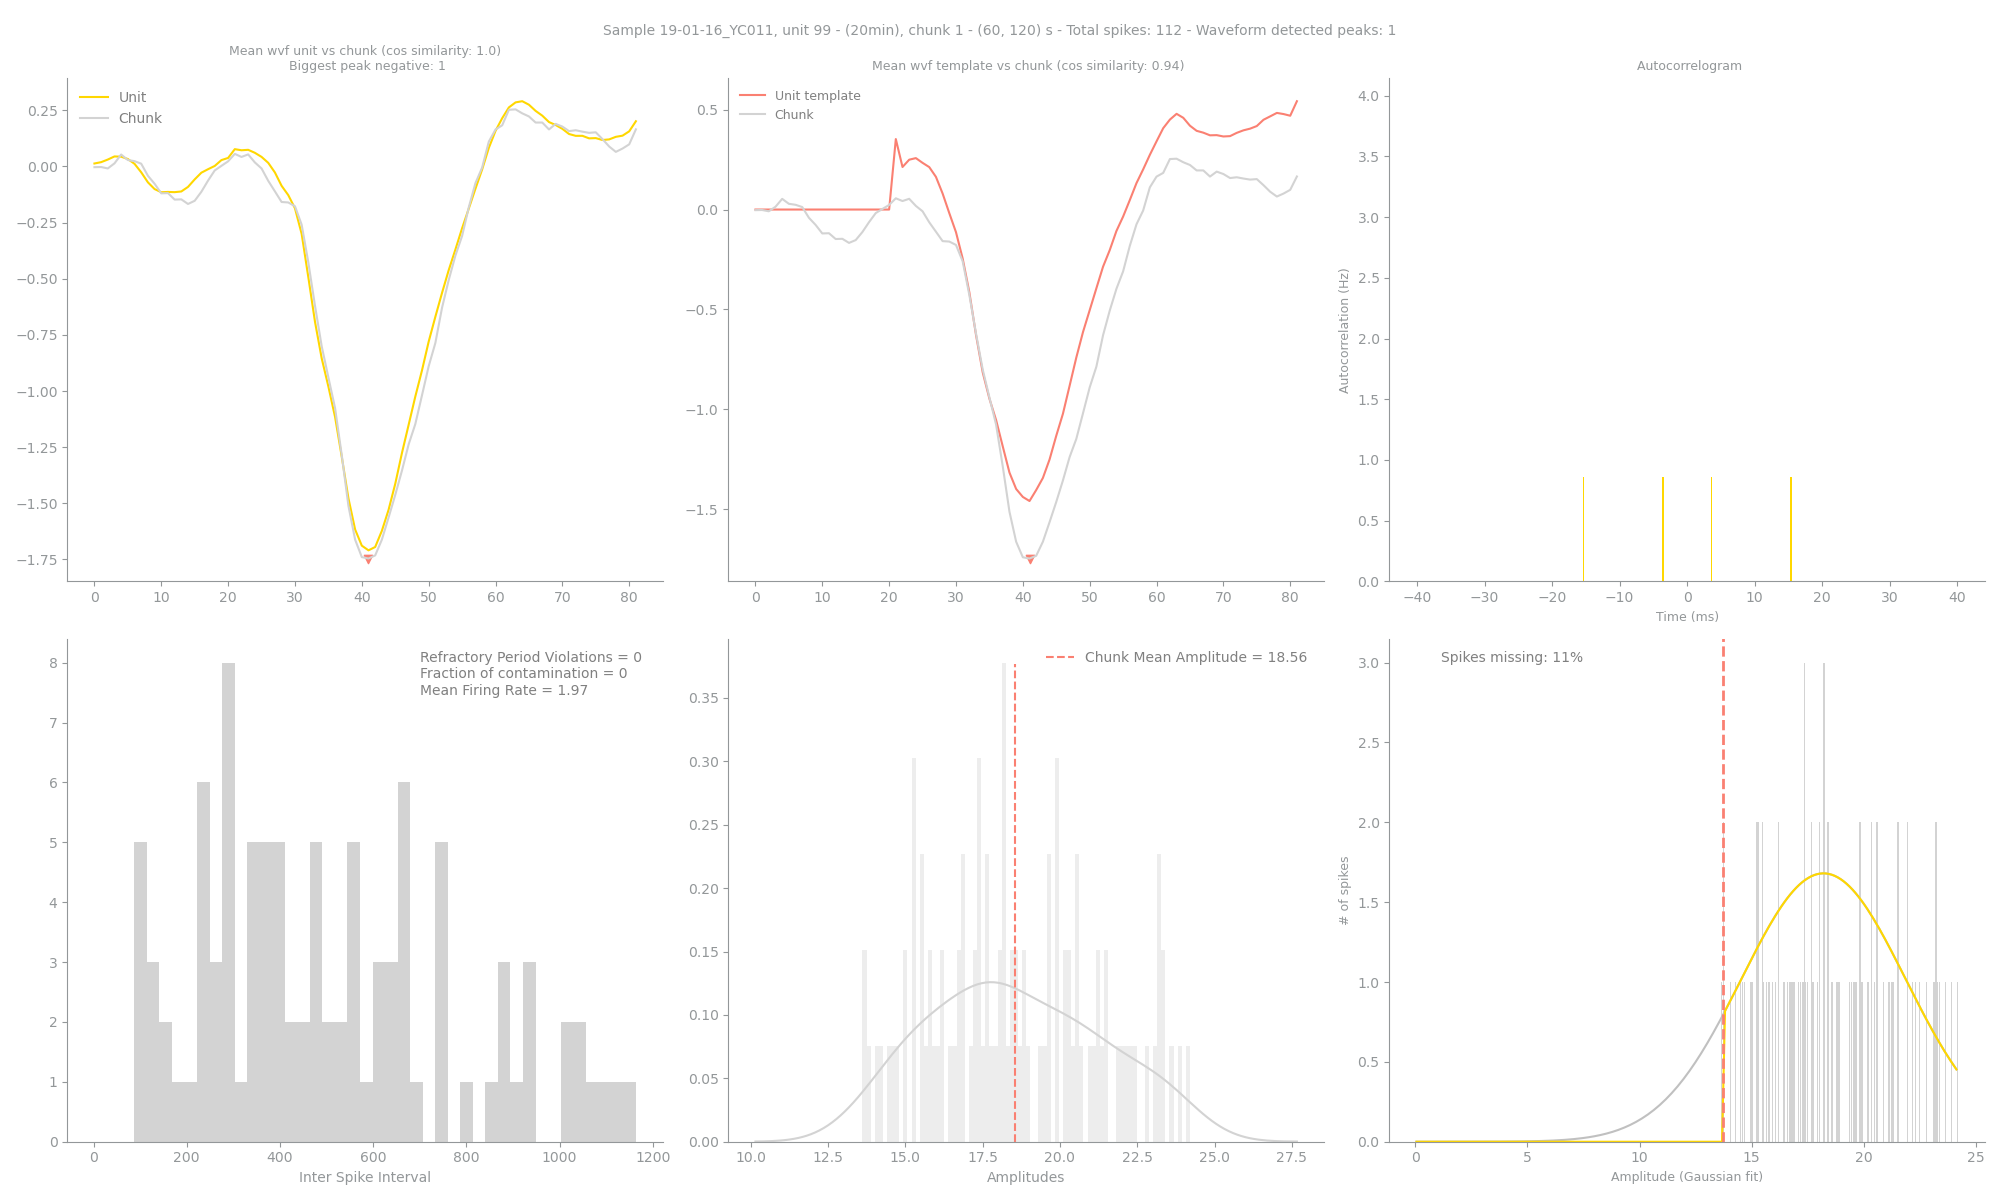 Sample 19-01-16_YC011, unit 99 - (20min), chunk 1 - (60, 120) s - Total spikes: 112 - Waveform detected peaks: 1
Mean wvf unit vs chunk (cos similarity: 1.0)
Biggest peak negative: 1
Unit
Chunk
0.25
0.00
−0.25
−0.50
−0.75
−1.00
−1.25
−1.50
−1.75
0 10 20 30 40 50 60 70 80
Mean wvf template vs chunk (cos similarity: 0.94)
Unit template
Chunk
0.5
0.0
−0.5
−1.0
−1.5
0 10 20 30 40 50 60 70 80
Autocorrelogram
Autocorrelation (Hz)
4.0
3.5
3.0
2.5
2.0
1.5
1.0
0.5
0.0
−40 −30 −20 −10 0 10 20 30 40
Time (ms)
Refractory Period Violations = 0
Fraction of contamination = 0
Mean Firing Rate = 1.97
8
7
6
5
4
3
2
1
0
0 200 400 600 800 1000 1200
Inter Spike Interval
Chunk Mean Amplitude = 18.56
0.35
0.30
0.25
0.20
0.15
0.10
0.05
0.00
10.0 12.5 15.0 17.5 20.0 22.5 25.0 27.5
Amplitudes
Spikes missing: 11%
# of spikes
3.0
2.5
2.0
1.5
1.0
0.5
0.0
0 5 10 15 20 25
Amplitude (Gaussian fit)